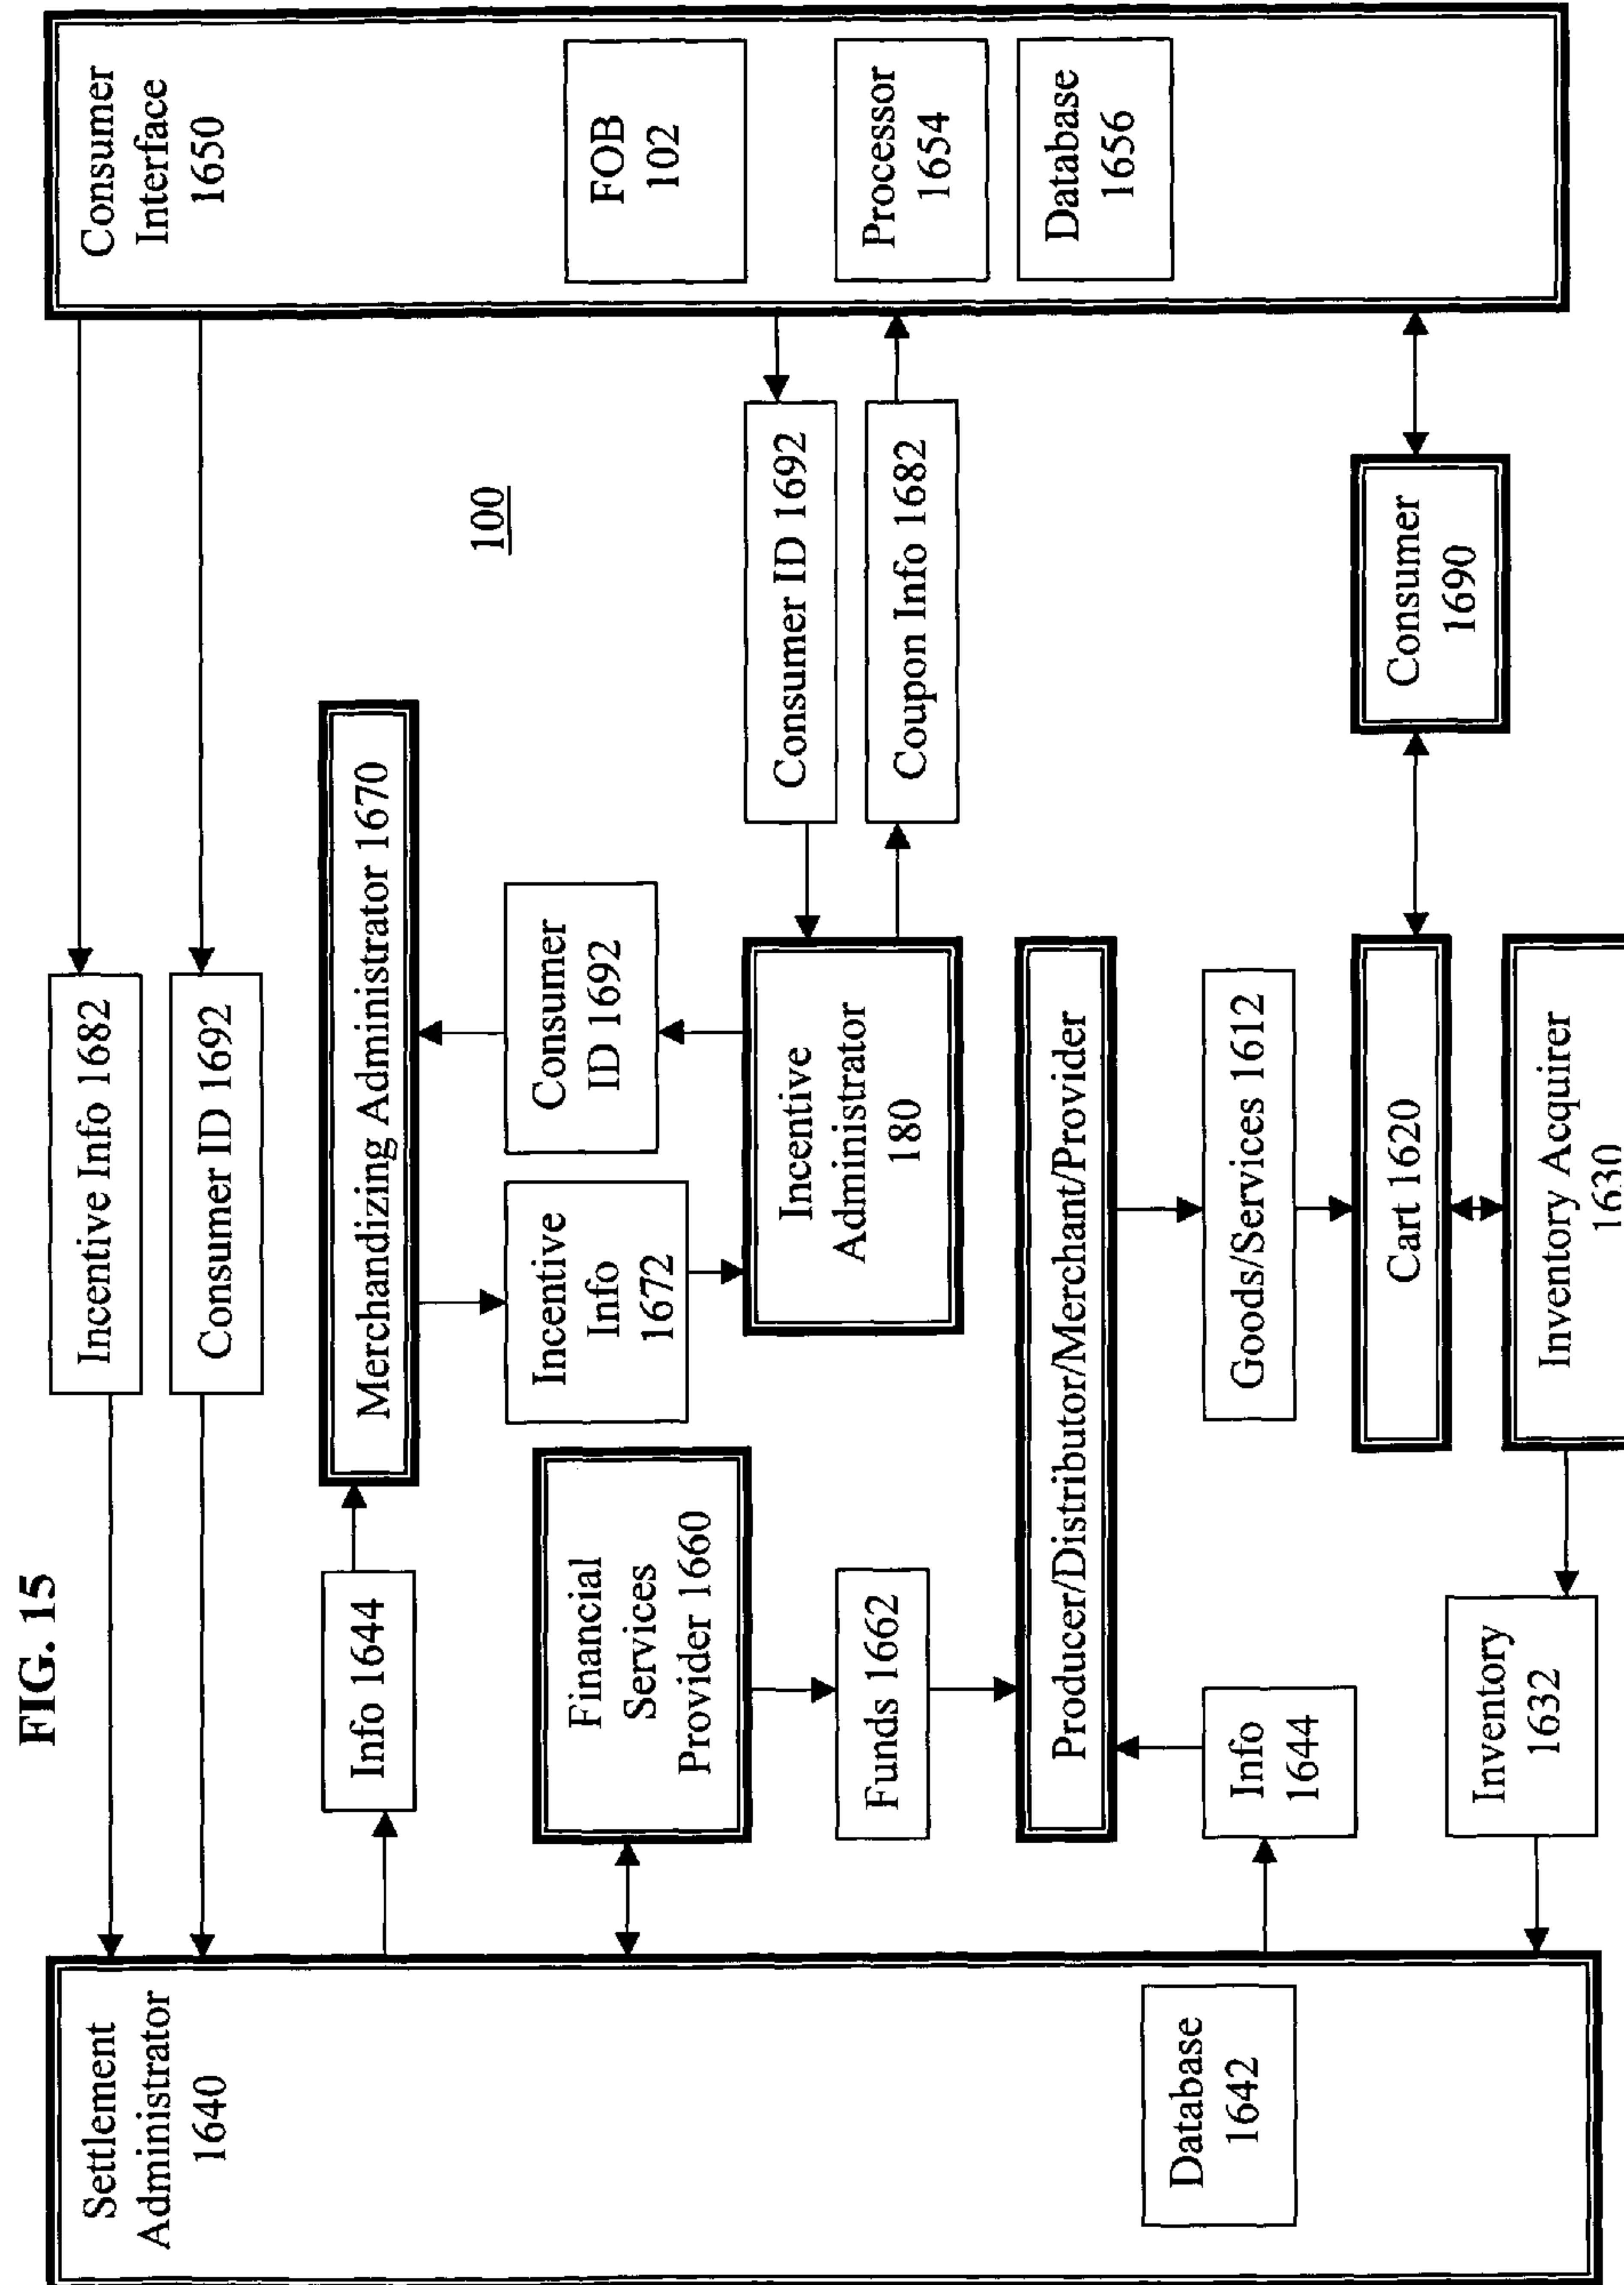 FIG. 15
Settlement
Administrator
1640
Database
1642
Incentive Info 1682
Consumer ID 1692
Info 1644
Merchandizing Administrator 1670
Financial
Services
Provider 1660
Incentive
Info
1672
Consumer
ID 1692
100
Funds 1662
Incentive
Administrator
180
Consumer ID 1692
Coupon Info 1682
Producer/Distributor/Merchant/Provider
Info
1644
Goods/Services 1612
Cart 1620
Consumer
1690
Inventory
1632
Inventory Acquirer
1630
Consumer
Interface
1650
FOB
102
Processor
1654
Database
1656